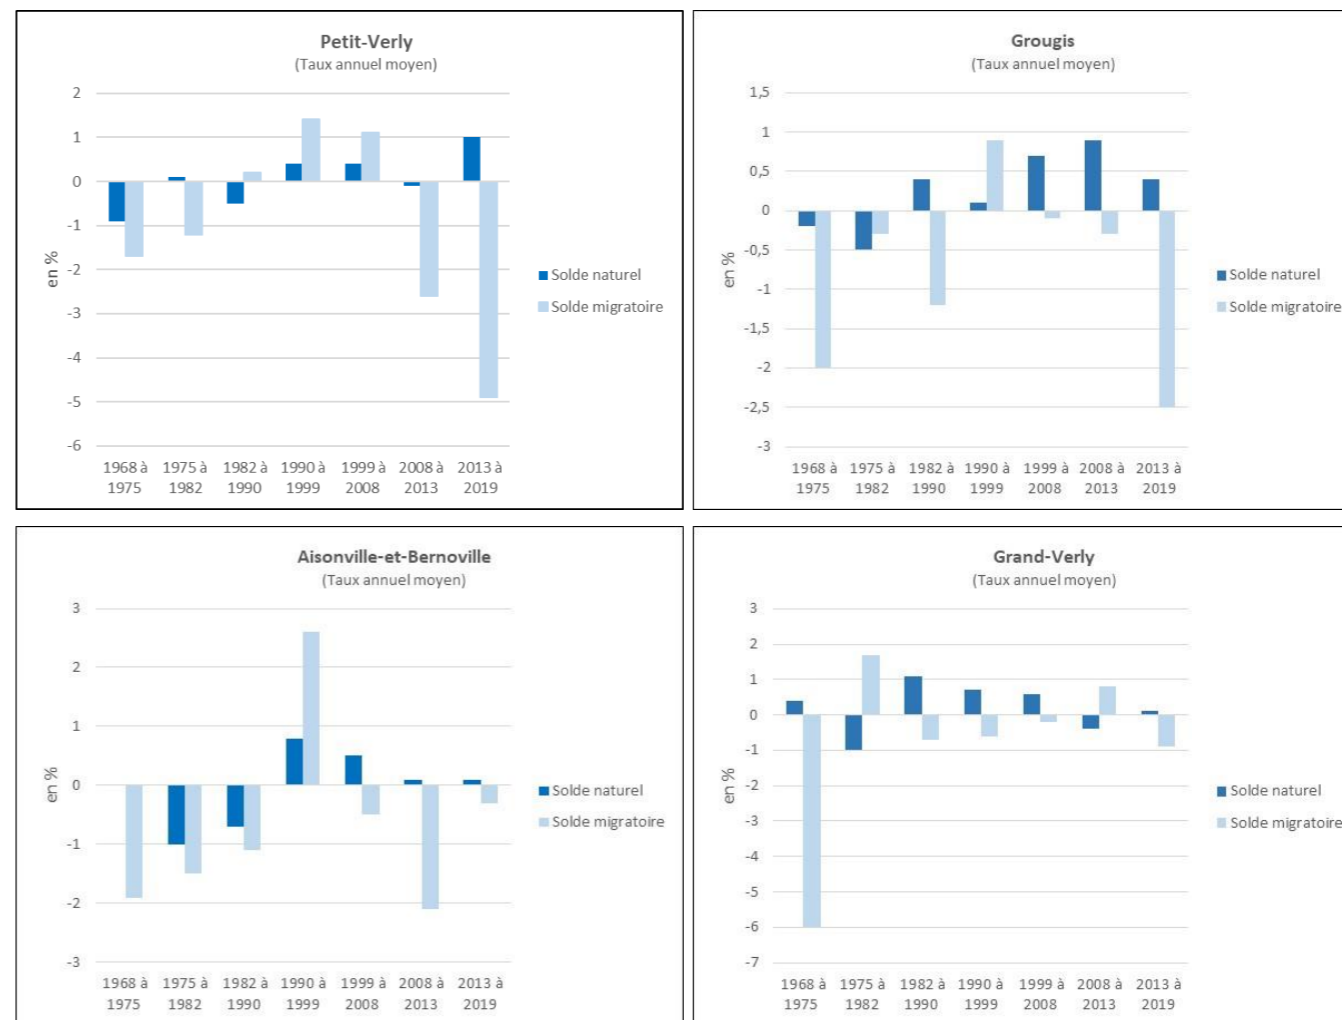 Petit-Verly
(Taux annuel moyen)
2
1
0
-1
-2
-3
-4
-5
-6
en %
Solde naturel
Solde migratoire
1968 à 1975 à 1982 à 1990 à 1999 à 2008 à 2013 à
1975 1982 1990 1999 2008 2013 2019
Grougis
(Taux annuel moyen)
1,5
1
0,5
0
-0,5
-1
-1,5
-2
-2,5
-3
en %
Solde naturel
Solde migratoire
1968 à 1975 à 1982 à 1990 à 1999 à 2008 à 2013 à
1975 1982 1990 1999 2008 2013 2019
Aisonville-et-Bernoville
(Taux annuel moyen)
3
2
1
0
-1
-2
-3
en %
Solde naturel
Solde migratoire
1968 à 1975 à 1982 à 1990 à 1999 à 2008 à 2013 à
1975 1982 1990 1999 2008 2013 2019
Grand-Verly
(Taux annuel moyen)
3
2
1
0
-1
-2
-3
-4
-5
-6
-7
en %
Solde naturel
Solde migratoire
1968 à 1975 à 1982 à 1990 à 1999 à 2008 à 2013 à
1975 1982 1990 1999 2008 2013 2019